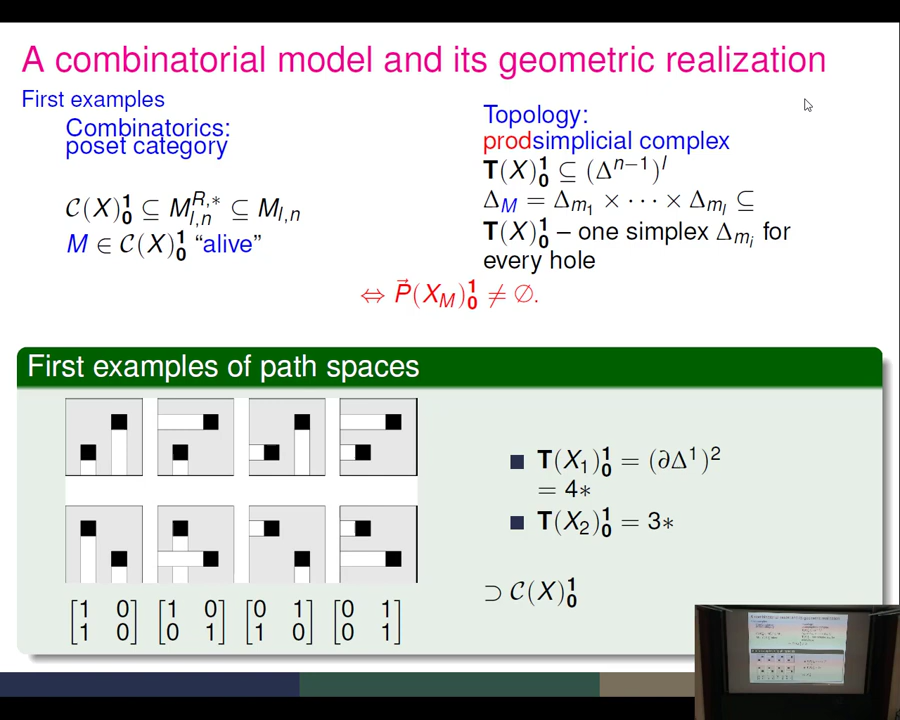 A combinatorial model and its geometric realization
First examples
Combinatorics:
poset category
C(X)₀¹ ⊆ M_{l,n}^{R,*} ⊆ M_{l,n}
M ∈ C(X)₀¹ “alive”
Topology:
prodsimplicial complex
T(X)₀¹ ⊆ (Δ^{n−1})^l
Δ_M = Δ_{m₁} × ··· × Δ_{m_l} ⊆
T(X)₀¹ – one simplex Δ_{m_i} for
every hole
⇔ P⃗(X_M)₀¹ ≠ ∅.
First examples of path spaces
[1 0
1 0]
[1 0
0 1]
[0 1
1 0]
[0 1
0 1]
T(X₁)₀¹ = (∂Δ¹)²
= 4∗
T(X₂)₀¹ = 3∗
⊃ C(X)₀¹